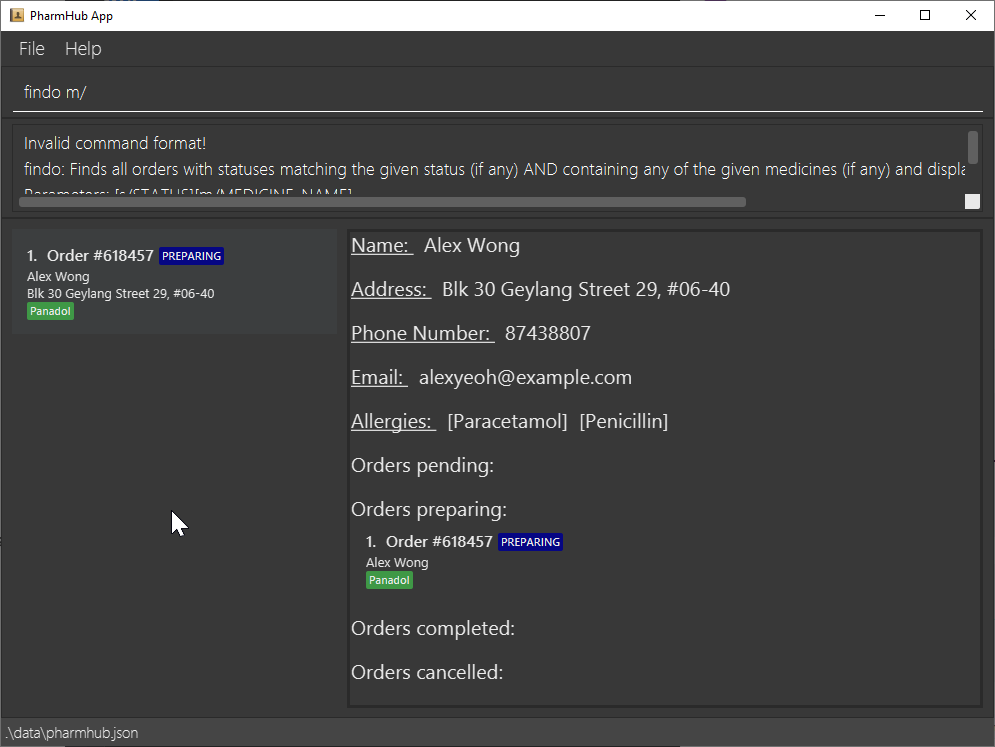 PharmHub App
File Help
findo m/
Invalid command format!
findo: Finds all orders with statuses matching the given status (if any) AND containing any of the given medicines (if any) and displa
Parameters: [s/STATUS][m/MEDICINE_NAME]
1. Order #618457 PREPARING
Alex Wong
Blk 30 Geylang Street 29, #06-40
Panadol
Name: Alex Wong
Address: Blk 30 Geylang Street 29, #06-40
Phone Number: 87438807
Email: alexyeoh@example.com
Allergies: [Paracetamol] [Penicillin]
Orders pending:
Orders preparing:
1. Order #618457 PREPARING
Alex Wong
Panadol
Orders completed:
Orders cancelled:
.\data\pharmhub.json